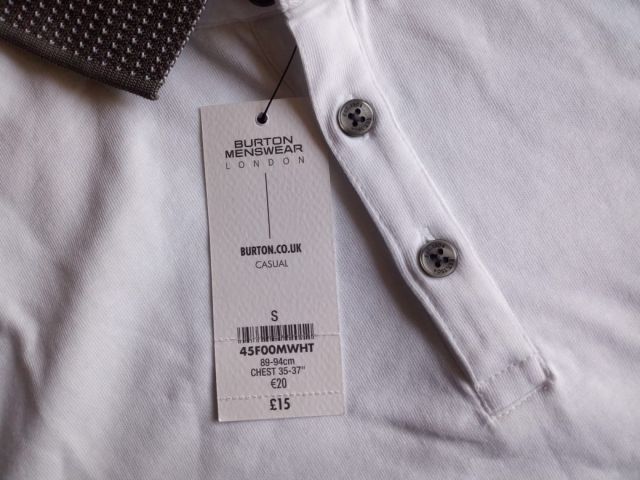 BURTON
MENSWEAR
LONDON
BURTON.CO.UK
CASUAL
S
45F00MWHT
89-94cm
CHEST 35-37"
€20
£15